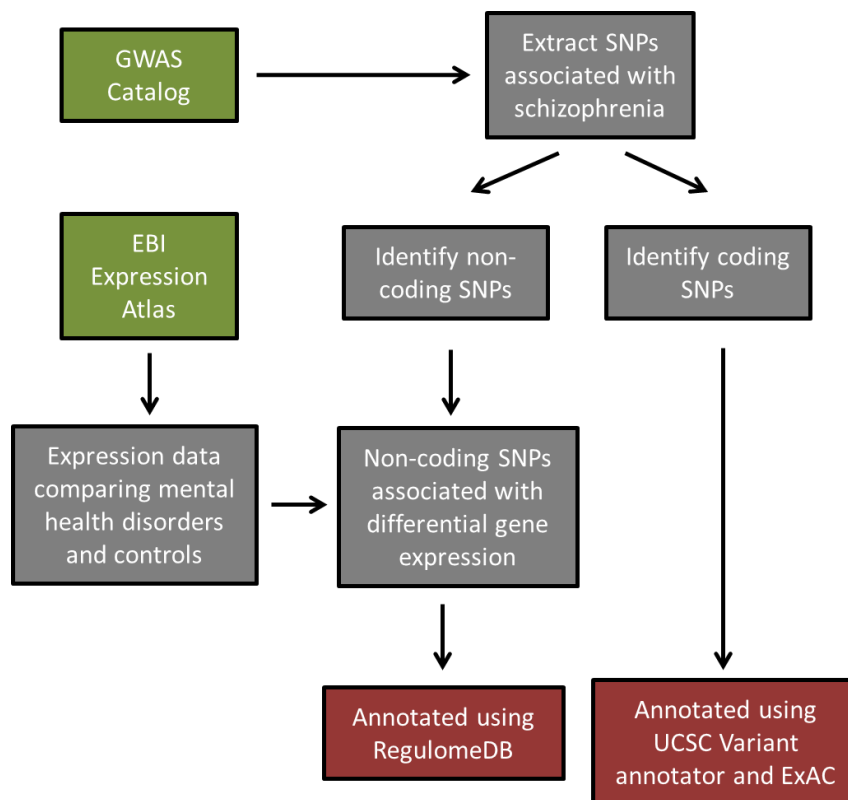 GWAS
Catalog
Extract SNPs
associated with
schizophrenia
EBI
Expression
Atlas
Identify non-
coding SNPs
Identify coding
SNPs
Expression data
comparing mental
health disorders
and controls
Non-coding SNPs
associated with
differential gene
expression
Annotated using
RegulomeDB
Annotated using
UCSC Variant
annotator and ExAC